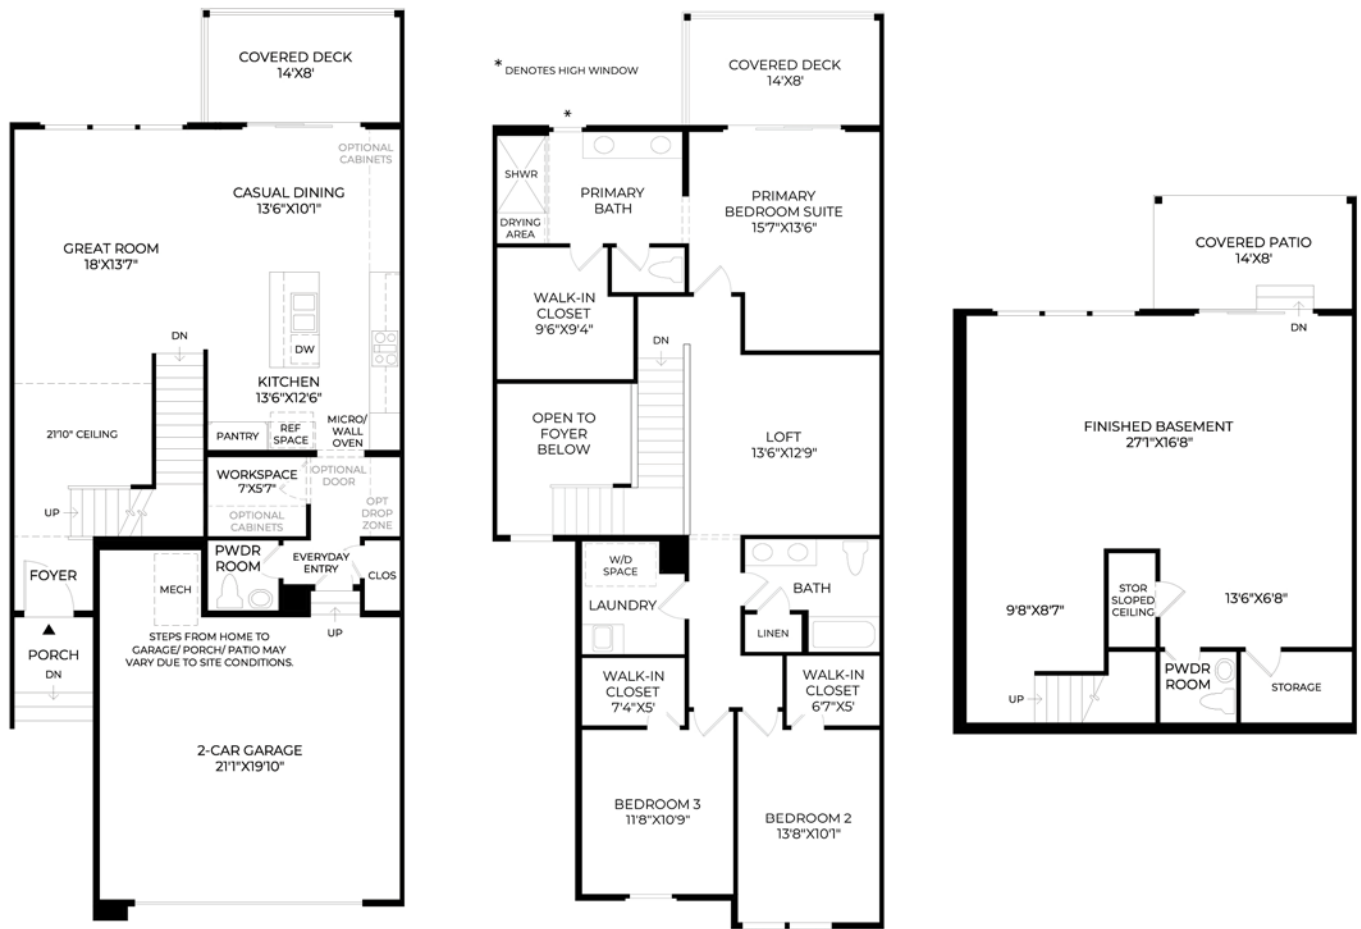 COVERED DECK
14'X8'
OPTIONAL
CABINETS
CASUAL DINING
13'6"X10'1"
GREAT ROOM
18'X13'7"
DN
DW
KITCHEN
13'6"X12'6"
21'10" CEILING
PANTRY
REF
SPACE
MICRO/
WALL
OVEN
WORKSPACE
7'X5'7"
OPTIONAL
DOOR
OPTIONAL
CABINETS
OPT
DROP
ZONE
UP
PWDR
ROOM
EVERYDAY
ENTRY
CLOS
FOYER
MECH
UP
STEPS FROM HOME TO
GARAGE/ PORCH/ PATIO MAY
VARY DUE TO SITE CONDITIONS.
PORCH
DN
2-CAR GARAGE
21'1"X19'10"
* DENOTES HIGH WINDOW
*
COVERED DECK
14'X8'
SHWR
DRYING
AREA
PRIMARY
BATH
PRIMARY
BEDROOM SUITE
15'7"X13'6"
WALK-IN
CLOSET
9'6"X9'4"
DN
OPEN TO
FOYER
BELOW
LOFT
13'6"X12'9"
W/D
SPACE
LAUNDRY
BATH
LINEN
WALK-IN
CLOSET
7'4"X5'
WALK-IN
CLOSET
6'7"X5'
BEDROOM 3
11'8"X10'9"
BEDROOM 2
13'8"X10'1"
COVERED PATIO
14'X8'
DN
FINISHED BASEMENT
27'1"X16'8"
STOR
SLOPED
CEILING
9'8"X8'7"
13'6"X6'8"
UP
PWDR
ROOM
STORAGE